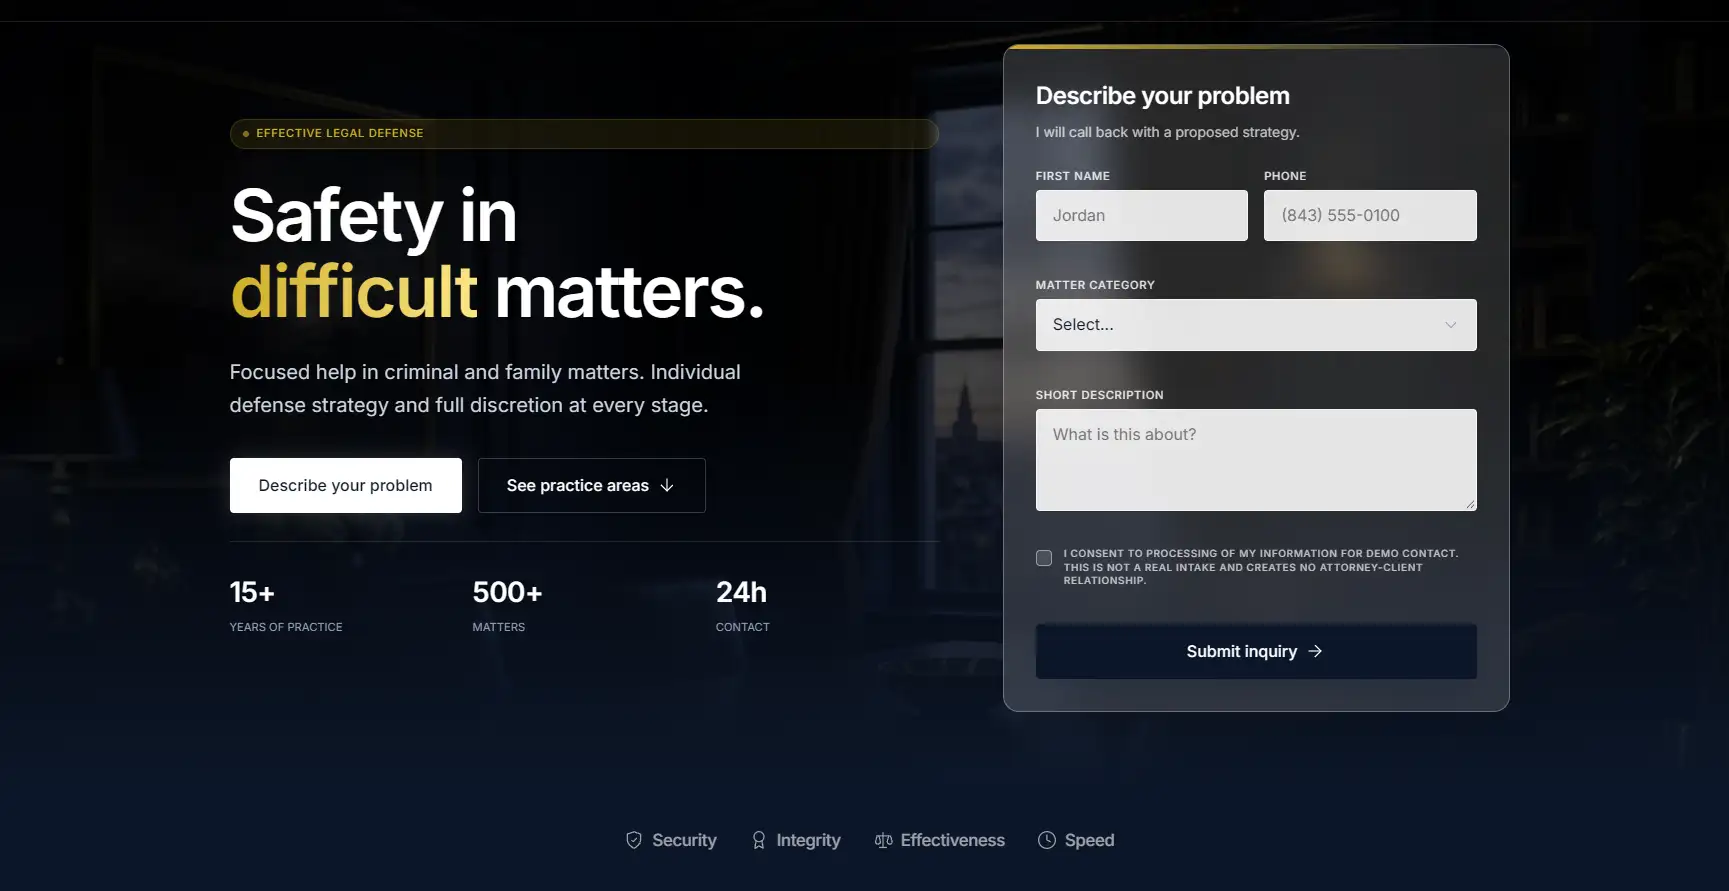 EFFECTIVE LEGAL DEFENSE
Safety in
difficult matters.
Focused help in criminal and family matters. Individual
defense strategy and full discretion at every stage.
Describe your problem
See practice areas
15+
YEARS OF PRACTICE
500+
MATTERS
24h
CONTACT
Describe your problem
I will call back with a proposed strategy.
FIRST NAME
Jordan
PHONE
(843) 555-0100
MATTER CATEGORY
Select...
SHORT DESCRIPTION
What is this about?
I CONSENT TO PROCESSING OF MY INFORMATION FOR DEMO CONTACT.
THIS IS NOT A REAL INTAKE AND CREATES NO ATTORNEY-CLIENT
RELATIONSHIP.
Submit inquiry
Security
Integrity
Effectiveness
Speed